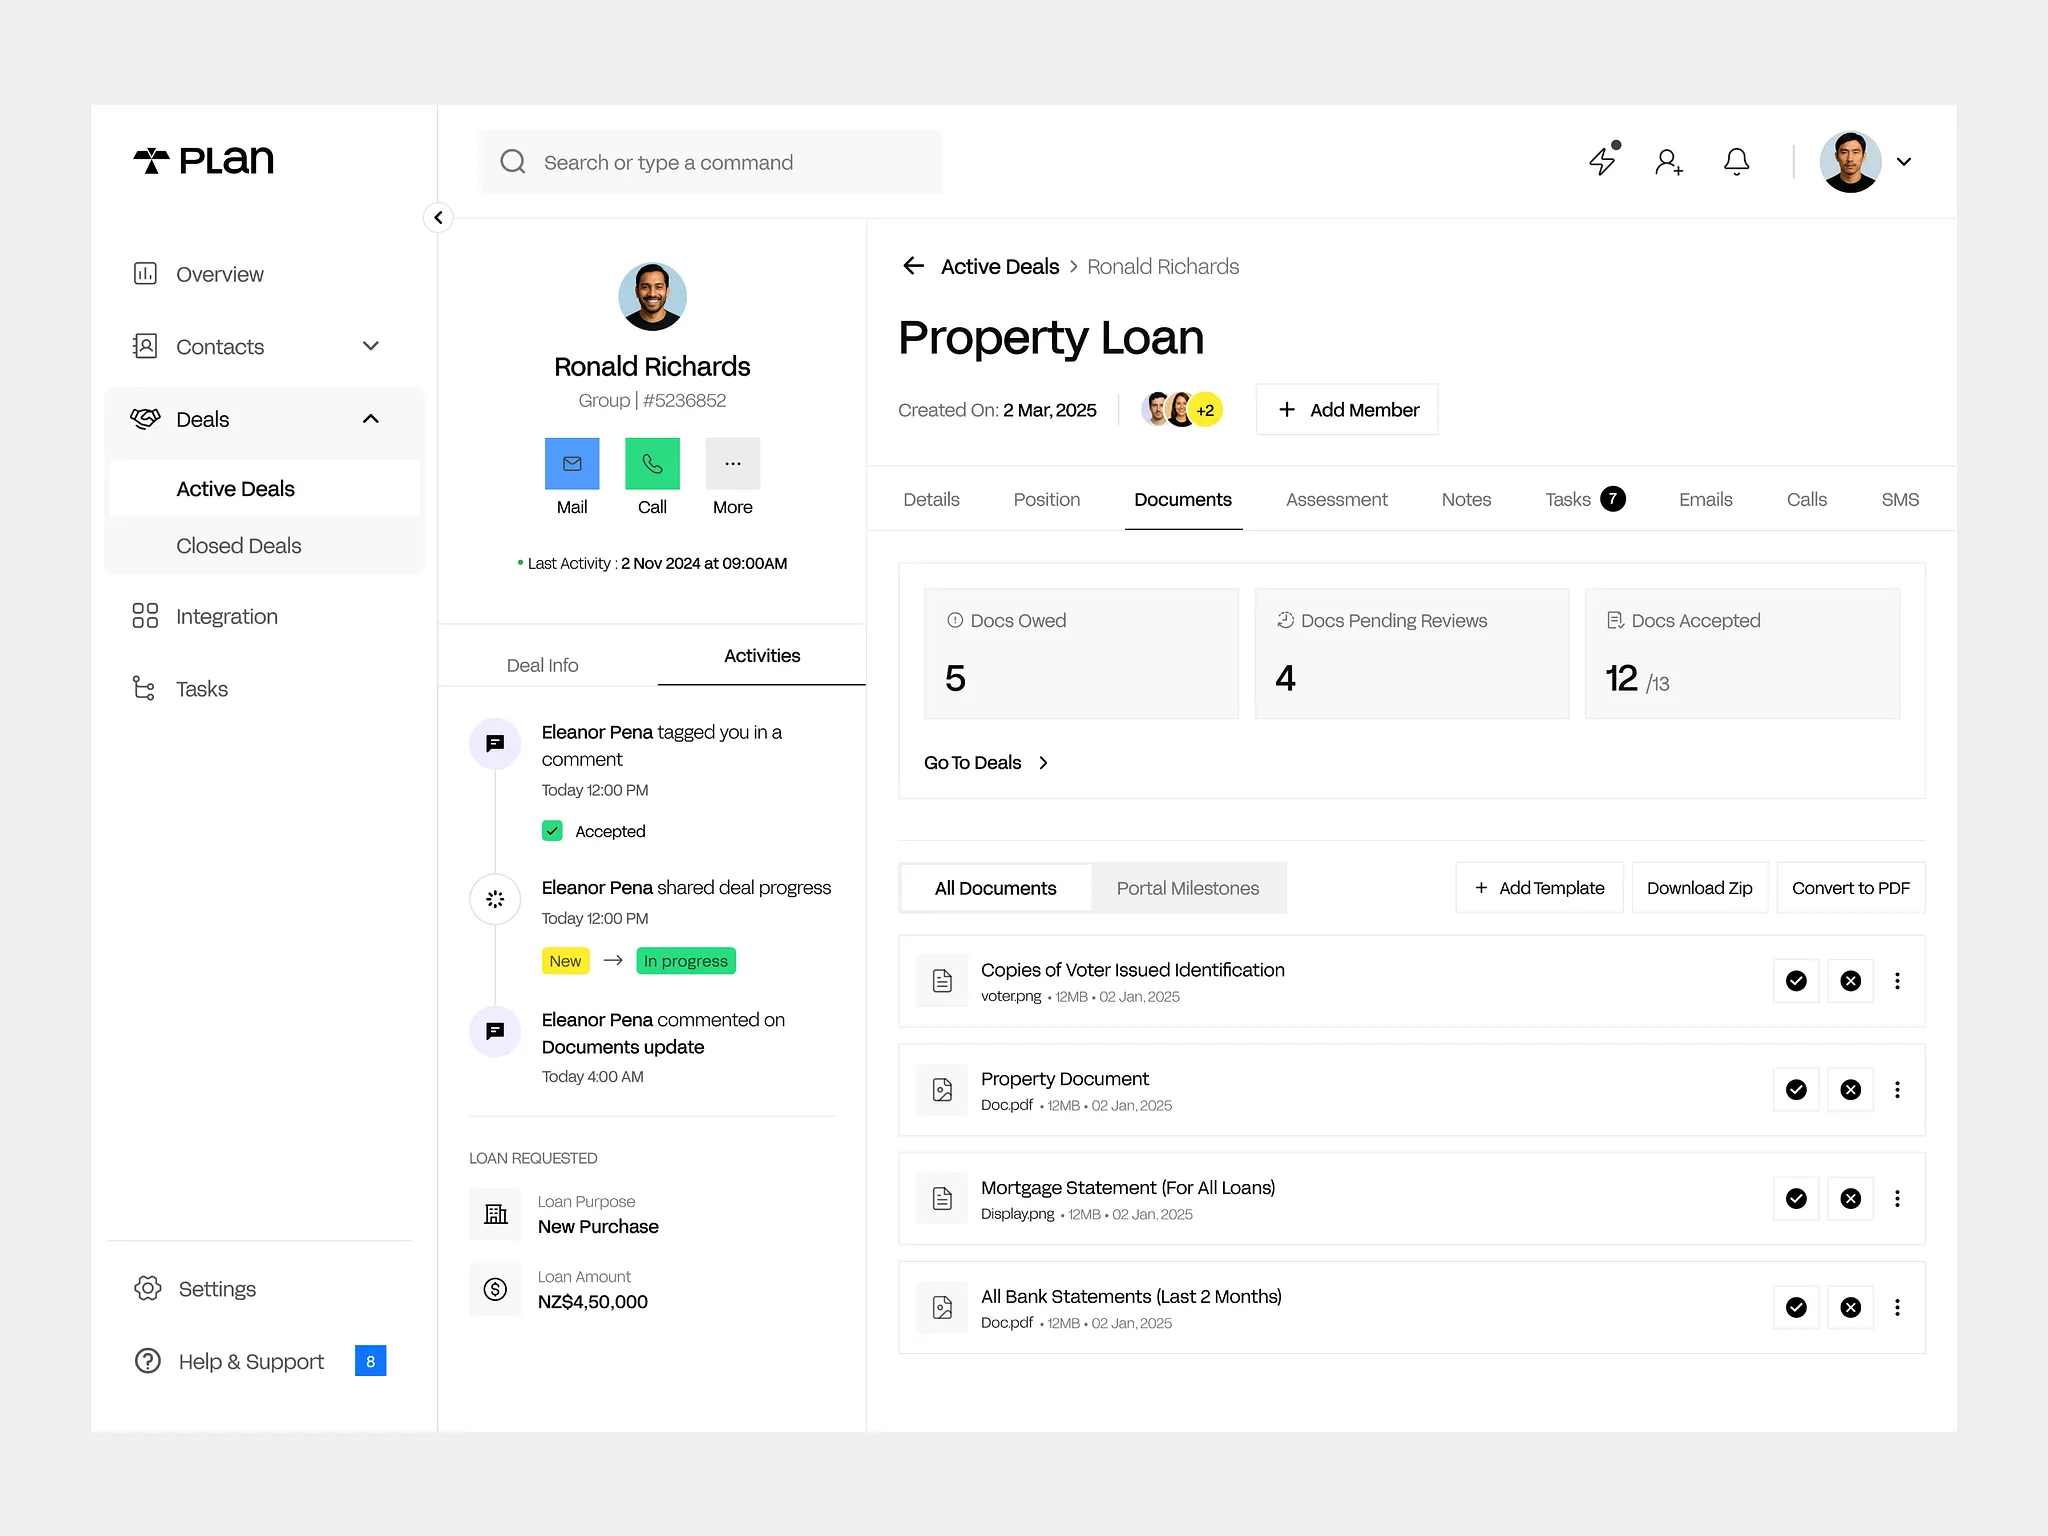 PLan
Overview
Contacts
Deals
Active Deals
Closed Deals
Integration
Tasks
Settings
Help & Support
8
Search or type a command
Ronald Richards
Group | #5236852
Mail
Call
More
Last Activity : 2 Nov 2024 at 09:00AM
Deal Info
Activities
Eleanor Pena tagged you in a
comment
Today 12:00 PM
Accepted
Eleanor Pena shared deal progress
Today 12:00 PM
New → In progress
Eleanor Pena commented on
Documents update
Today 4:00 AM
LOAN REQUESTED
Loan Purpose
New Purchase
Loan Amount
NZ$4,50,000
Active Deals > Ronald Richards
Property Loan
Created On: 2 Mar, 2025
+2
+ Add Member
Details
Position
Documents
Assessment
Notes
Tasks 7
Emails
Calls
SMS
Docs Owed
5
Docs Pending Reviews
4
Docs Accepted
12 /13
Go To Deals >
All Documents
Portal Milestones
+ Add Template
Download Zip
Convert to PDF
Copies of Voter Issued Identification
voter.png • 12MB • 02 Jan, 2025
Property Document
Doc.pdf • 12MB • 02 Jan, 2025
Mortgage Statement (For All Loans)
Display.png • 12MB • 02 Jan, 2025
All Bank Statements (Last 2 Months)
Doc.pdf • 12MB • 02 Jan, 2025